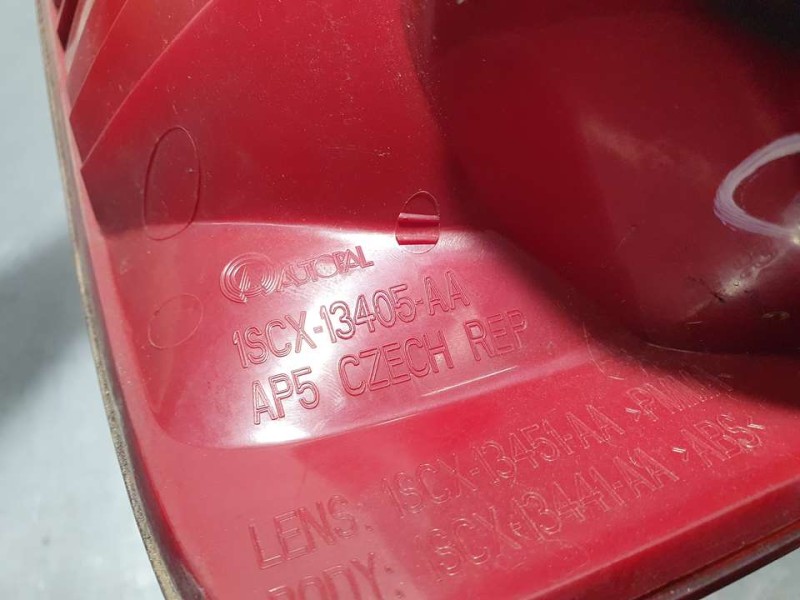 AUTOPAL
1SCX-13405-AA
AP5 CZECH REP
LENS: 1SCX-13451-AA >PMMA<
BODY: 1SCX-13441-AA >ABS<